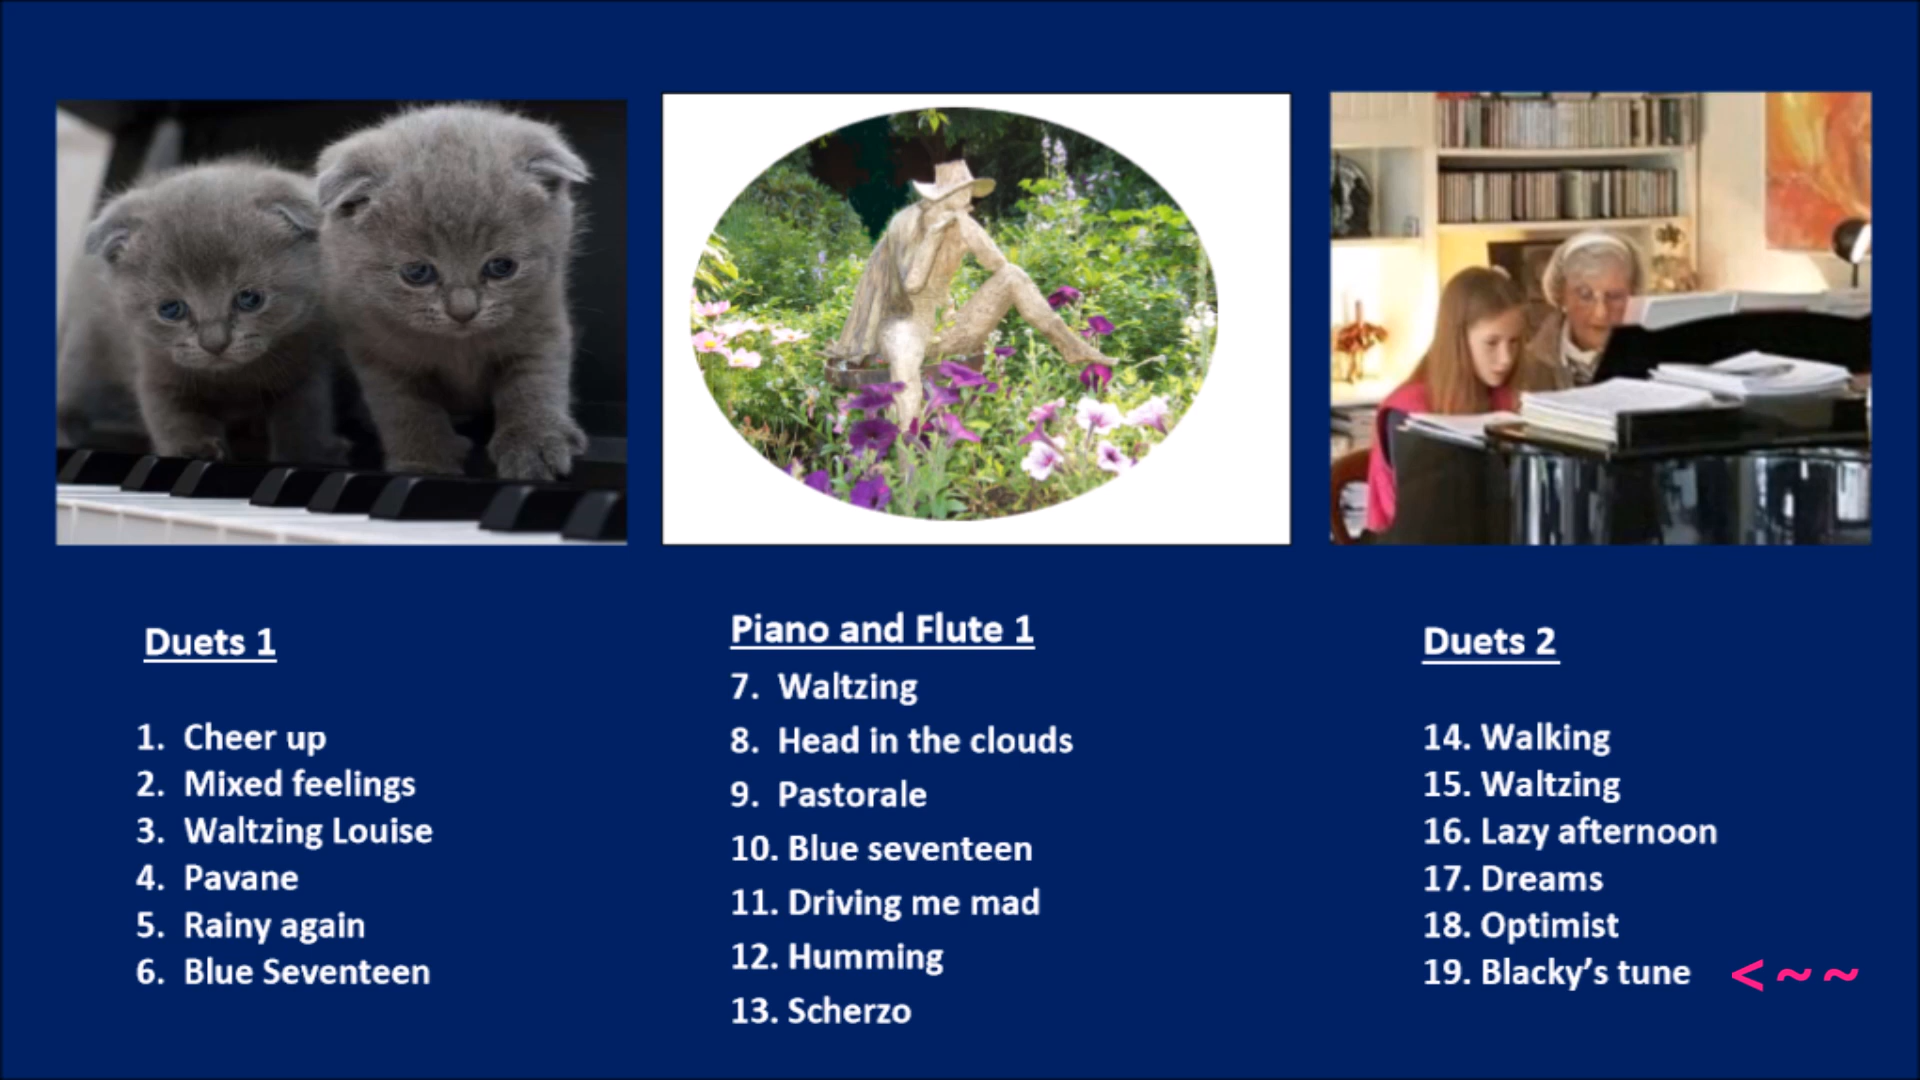 Duets 1
1. Cheer up
2. Mixed feelings
3. Waltzing Louise
4. Pavane
5. Rainy again
6. Blue Seventeen
Piano and Flute 1
7. Waltzing
8. Head in the clouds
9. Pastorale
10. Blue seventeen
11. Driving me mad
12. Humming
13. Scherzo
Duets 2
14. Walking
15. Waltzing
16. Lazy afternoon
17. Dreams
18. Optimist
19. Blacky’s tune <~~